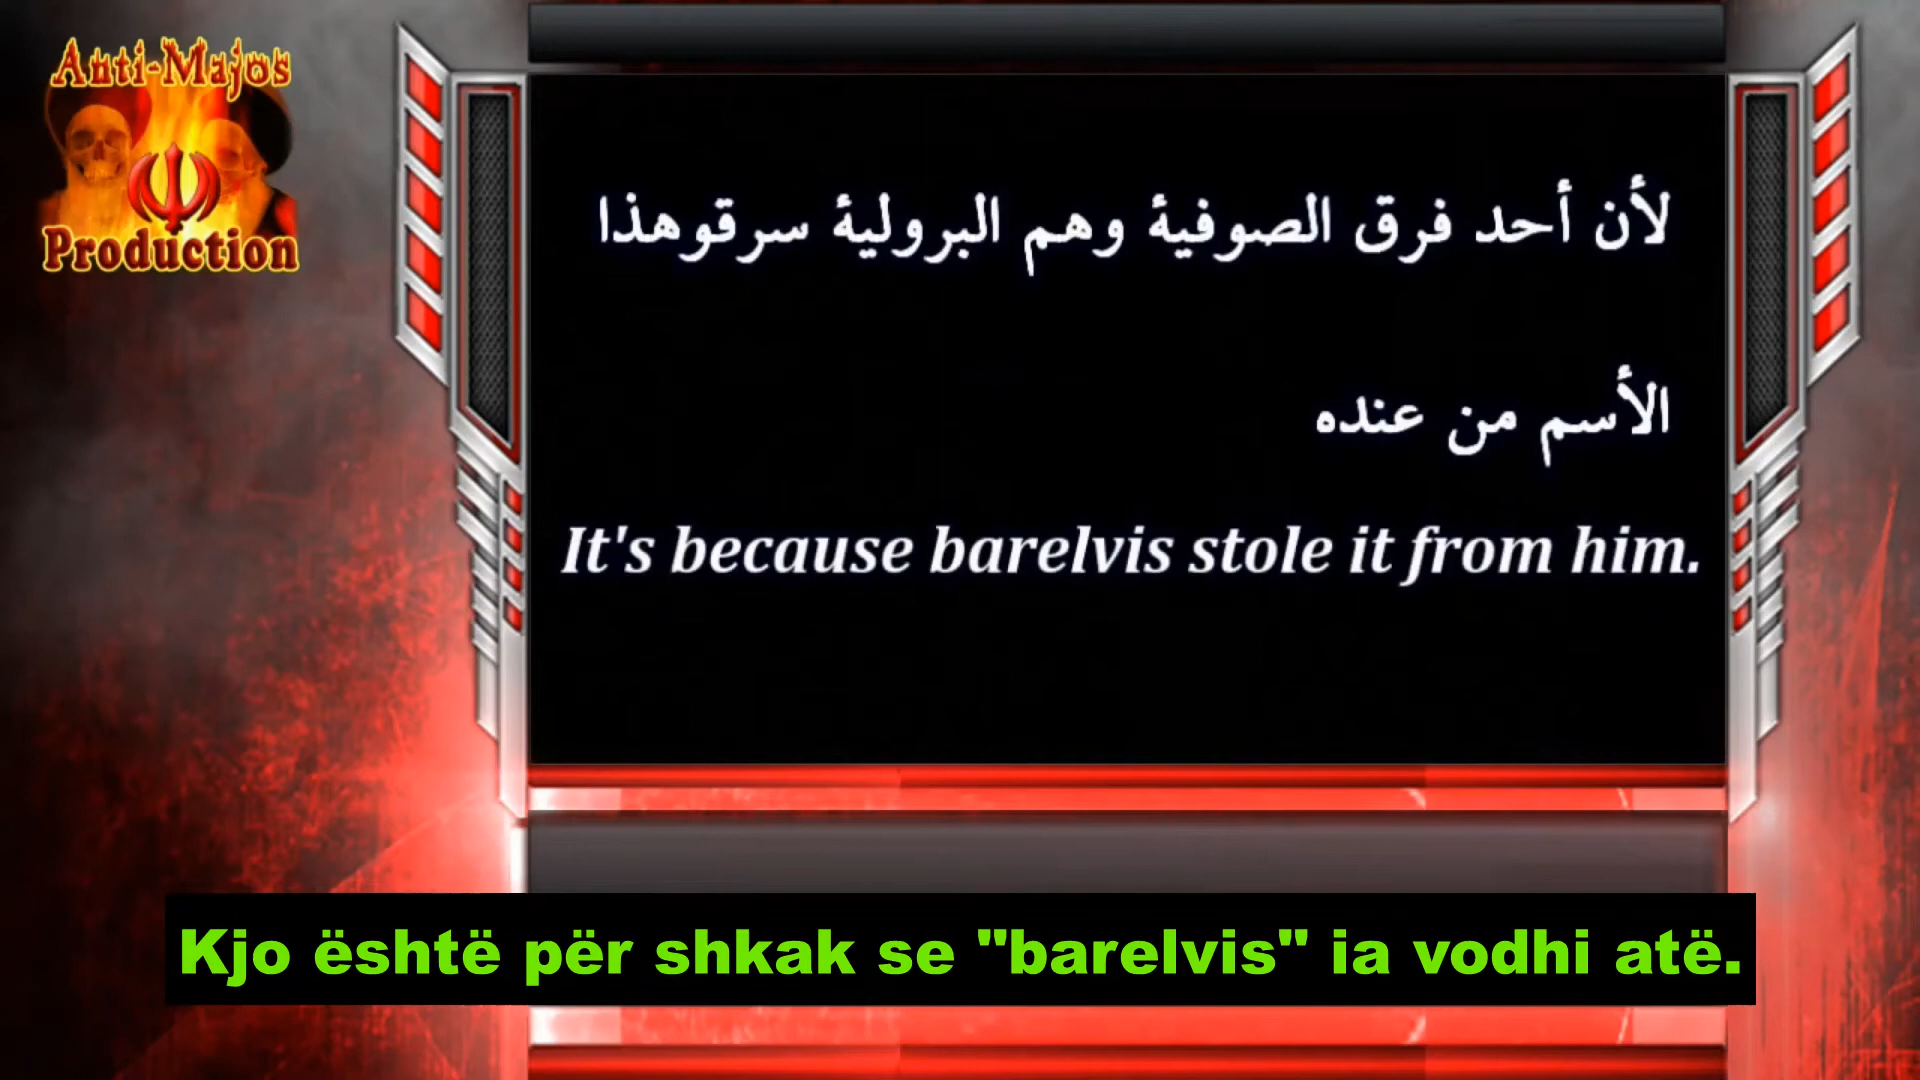 Anti-Majos
Production
لأن أحد فرق الصوفية وهم البرولية سرقوهذا
الأسم من عنده
It's because barelvis stole it from him.
Kjo është për shkak se "barelvis" ia vodhi atë.